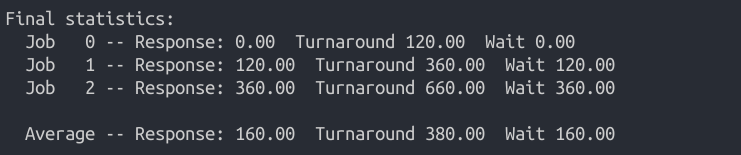 Final statistics:
  Job   0 -- Response: 0.00  Turnaround 120.00  Wait 0.00
  Job   1 -- Response: 120.00  Turnaround 360.00  Wait 120.00
  Job   2 -- Response: 360.00  Turnaround 660.00  Wait 360.00

  Average -- Response: 160.00  Turnaround 380.00  Wait 160.00